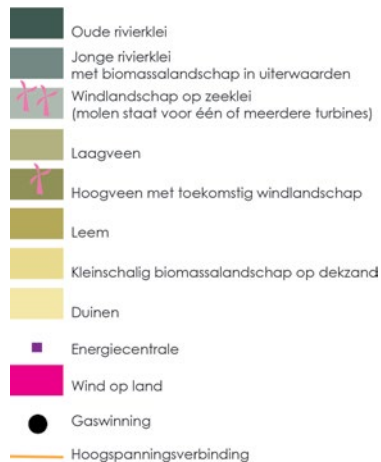 Oude rivierklei
Jonge rivierklei
met biomassalandschap in uiterwaarden
Windlandschap op zeeklei
(molen staat voor één of meerdere turbines)
Laagveen
Hoogveen met toekomstig windlandschap
Leem
Kleinschalig biomassalandschap op dekzand
Duinen
Energiecentrale
Wind op land
Gaswinning
Hoogspanningsverbinding